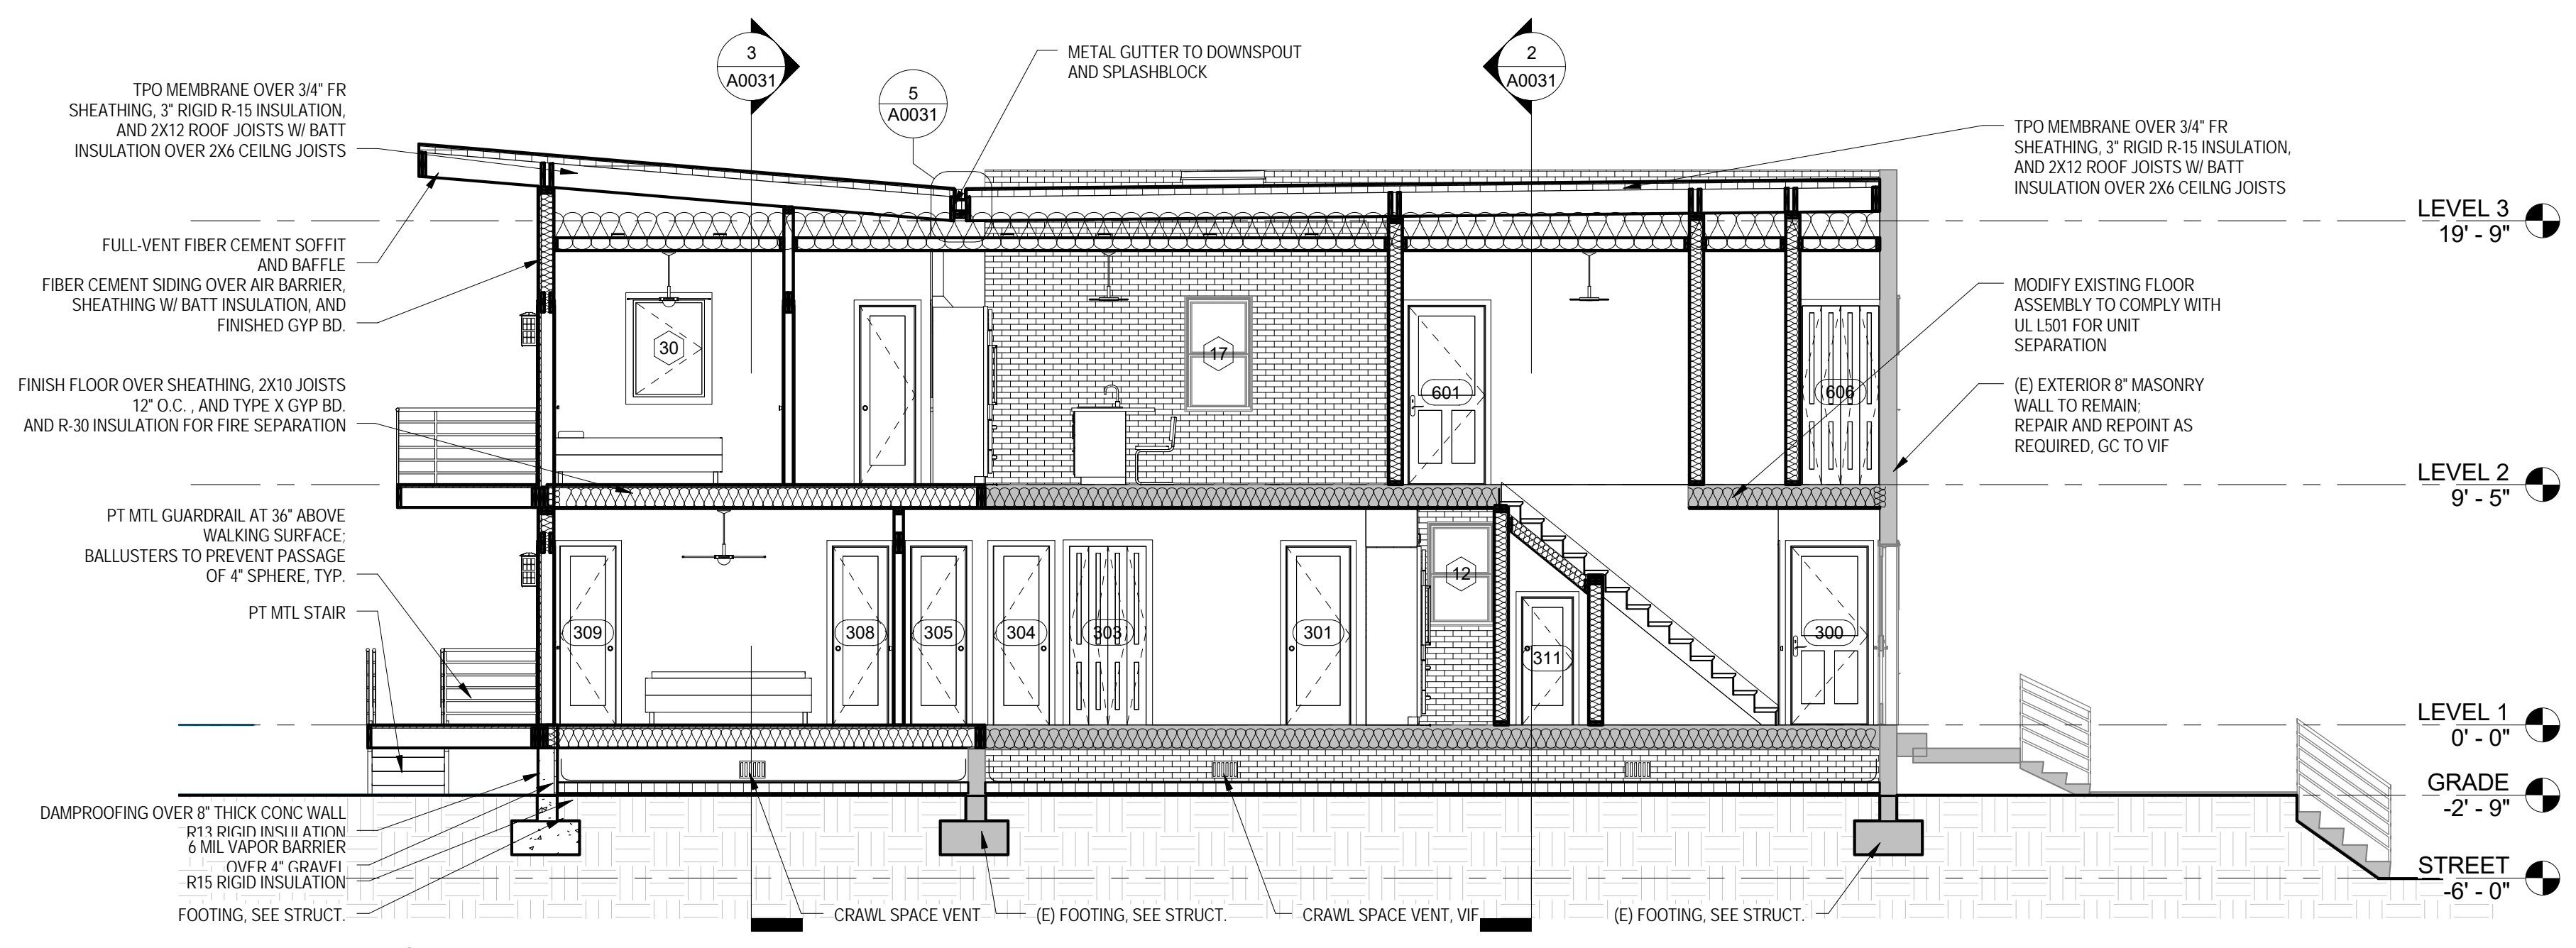 3
A0031
5
A0031
METAL GUTTER TO DOWNSPOUT
AND SPLASHBLOCK
2
A0031
TPO MEMBRANE OVER 3/4" FR
SHEATHING, 3" RIGID R-15 INSULATION,
AND 2X12 ROOF JOISTS W/ BATT
INSULATION OVER 2X6 CEILNG JOISTS
FULL-VENT FIBER CEMENT SOFFIT
AND BAFFLE
FIBER CEMENT SIDING OVER AIR BARRIER,
SHEATHING W/ BATT INSULATION, AND
FINISHED GYP BD.
FINISH FLOOR OVER SHEATHING, 2X10 JOISTS
12" O.C. , AND TYPE X GYP BD.
AND R-30 INSULATION FOR FIRE SEPARATION
PT MTL GUARDRAIL AT 36" ABOVE
WALKING SURFACE;
BALLUSTERS TO PREVENT PASSAGE
OF 4" SPHERE, TYP.
PT MTL STAIR
DAMPROOFING OVER 8" THICK CONC WALL
R13 RIGID INSULATION
6 MIL VAPOR BARRIER
OVER 4" GRAVEL
R15 RIGID INSULATION
FOOTING, SEE STRUCT.
30
17
601
606
309
308
305
304
303
301
12
311
300
CRAWL SPACE VENT
(E) FOOTING, SEE STRUCT.
CRAWL SPACE VENT, VIF
(E) FOOTING, SEE STRUCT.
TPO MEMBRANE OVER 3/4" FR
SHEATHING, 3" RIGID R-15 INSULATION,
AND 2X12 ROOF JOISTS W/ BATT
INSULATION OVER 2X6 CEILNG JOISTS
MODIFY EXISTING FLOOR
ASSEMBLY TO COMPLY WITH
UL L501 FOR UNIT
SEPARATION
(E) EXTERIOR 8" MASONRY
WALL TO REMAIN;
REPAIR AND REPOINT AS
REQUIRED, GC TO VIF
LEVEL 3
19' - 9"
LEVEL 2
9' - 5"
LEVEL 1
0' - 0"
GRADE
-2' - 9"
STREET
-6' - 0"